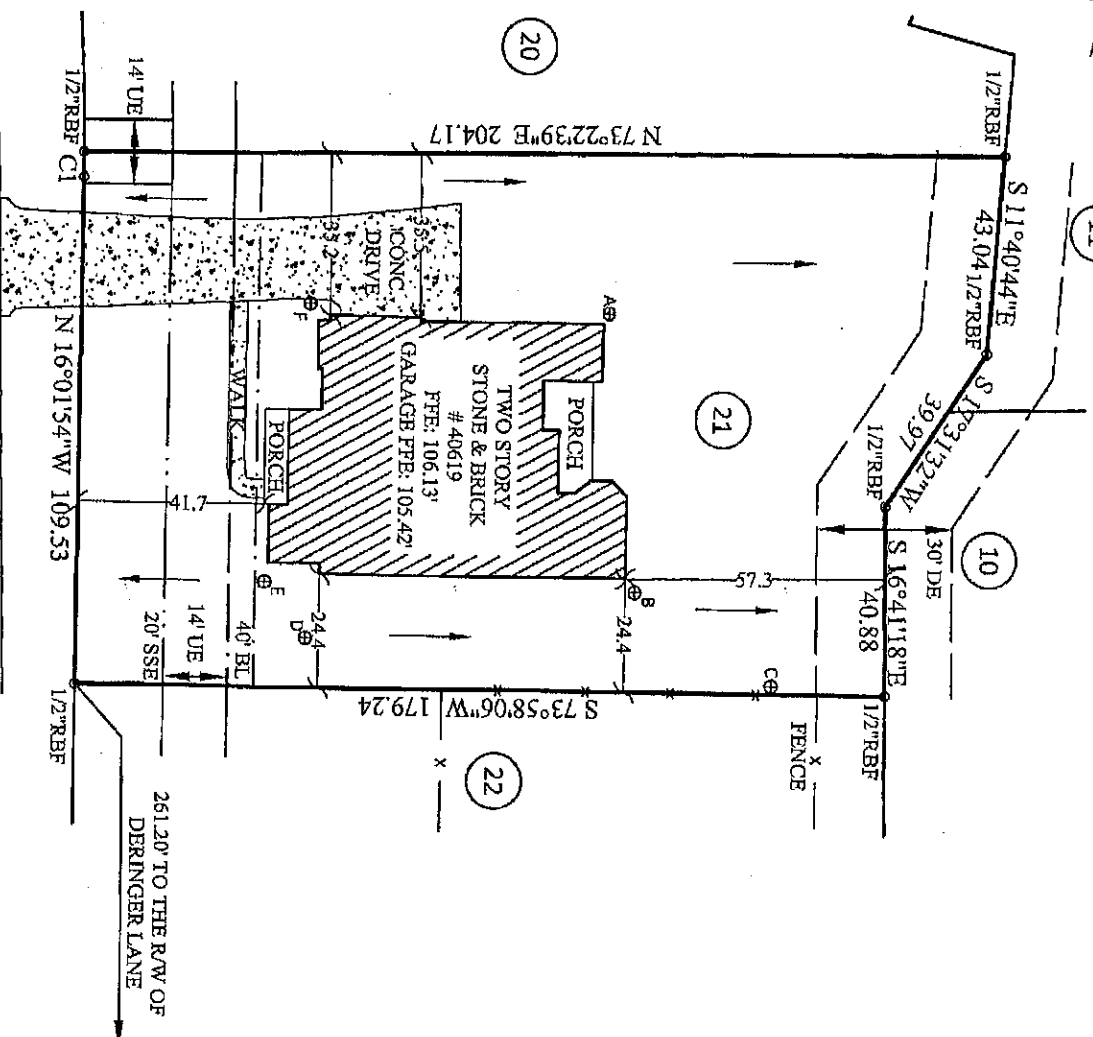 20
21
22
10
1/2"RBF
S 11°40'44"E
43.04
1/2"RBF
39.97
1/2"RBF
S 16°41'18"E
40.88
1/2"RBF
30' DE
N 73°22'39"E 204.17
14' UE
1/2"RBF
C1
CONC.
DRIVE
33.2
A
F
TWO STORY
STONE & BRICK
# 40619
FFE: 106.13'
GARAGE FFE: 105.42'
PORCH
PORCH
WALK
41.7
57.3
B
24.4
24.4
C
D
E
40' BL
14' UE
20' SSE
N 16°01'54"W 109.53
S 73°58'06"W 179.24
FENCE
x
x
1/2"RBF
261.20' TO THE R/W OF
DERINGER LANE